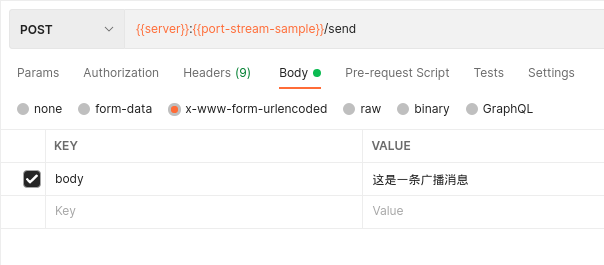 POST {{server}}:{{port-stream-sample}}/send
Params Authorization Headers (9) Body Pre-request Script Tests Settings
none form-data x-www-form-urlencoded raw binary GraphQL
KEY VALUE
body 这是一条广播消息
Key Value